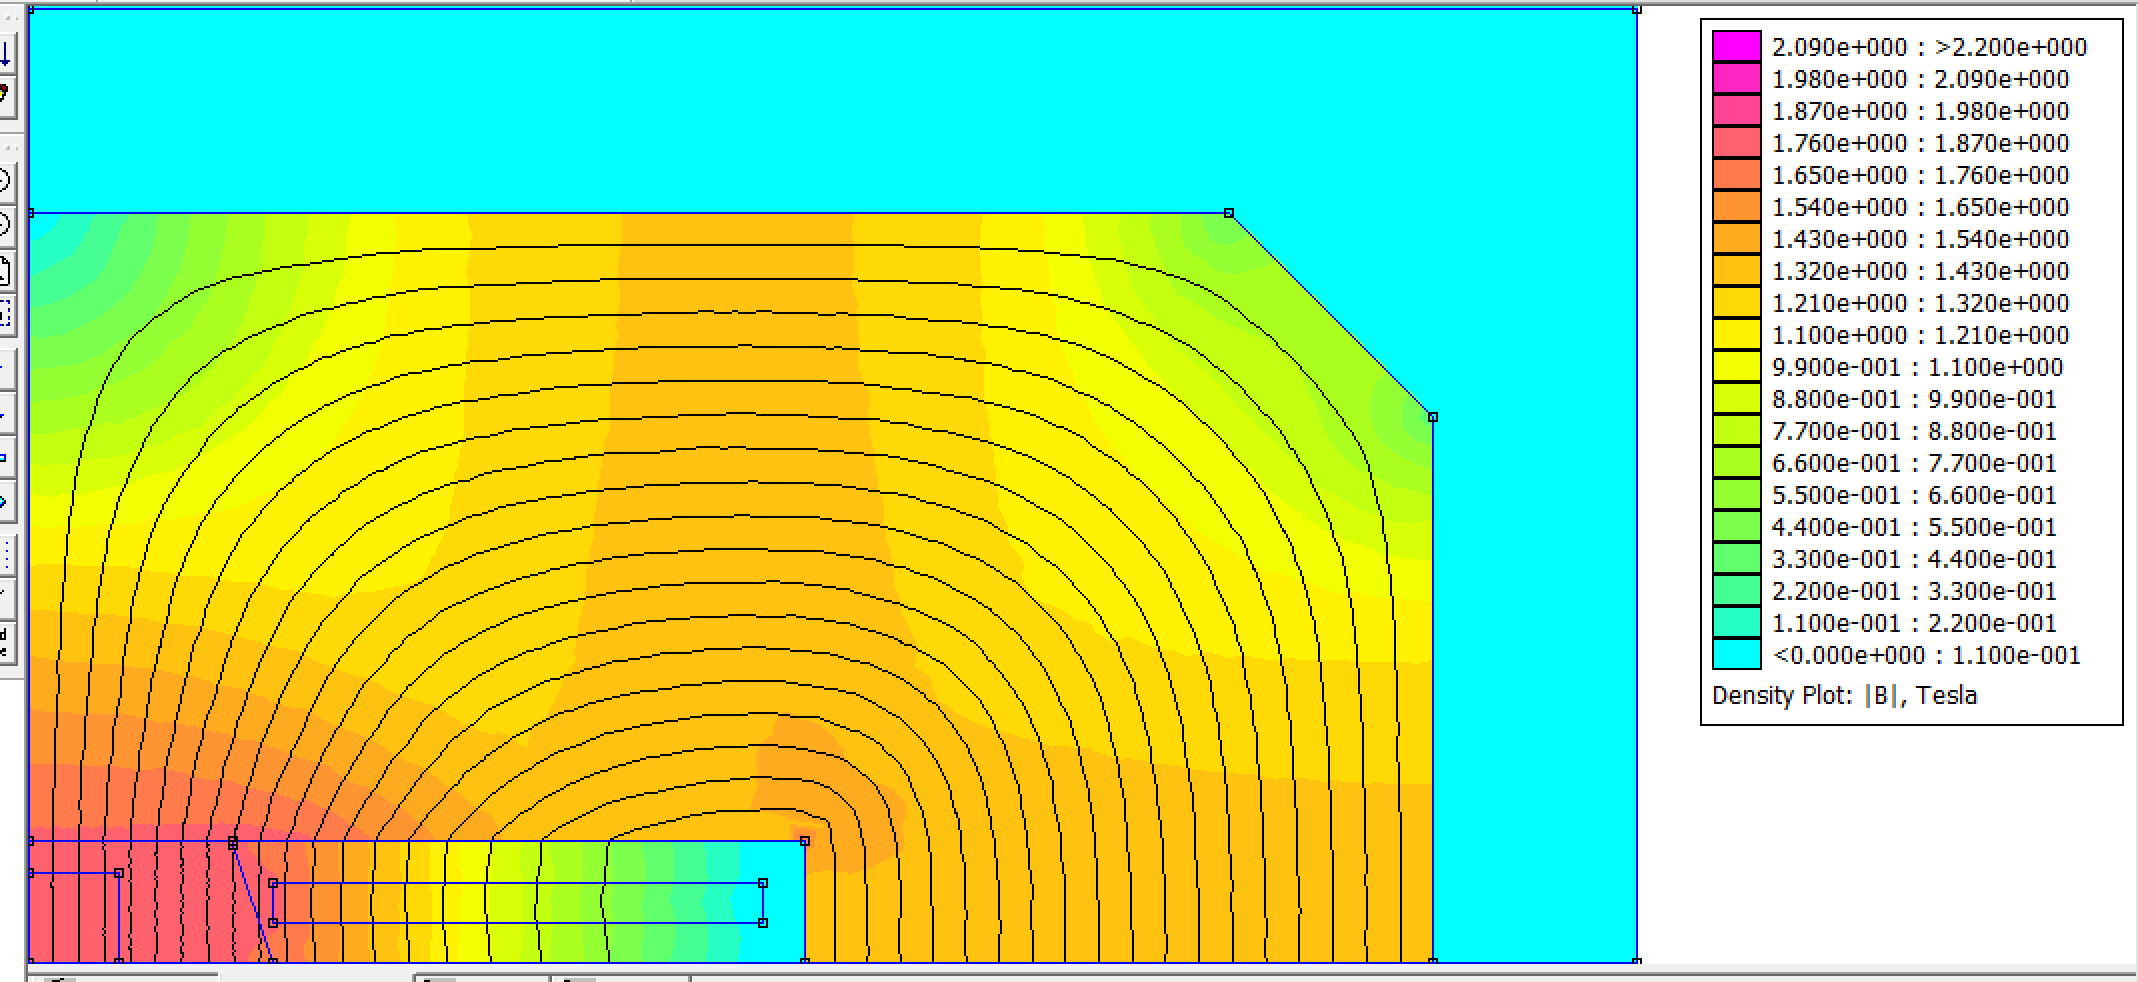 2.090e+000 : >2.200e+000
1.980e+000 : 2.090e+000
1.870e+000 : 1.980e+000
1.760e+000 : 1.870e+000
1.650e+000 : 1.760e+000
1.540e+000 : 1.650e+000
1.430e+000 : 1.540e+000
1.320e+000 : 1.430e+000
1.210e+000 : 1.320e+000
1.100e+000 : 1.210e+000
9.900e-001 : 1.100e+000
8.800e-001 : 9.900e-001
7.700e-001 : 8.800e-001
6.600e-001 : 7.700e-001
5.500e-001 : 6.600e-001
4.400e-001 : 5.500e-001
3.300e-001 : 4.400e-001
2.200e-001 : 3.300e-001
1.100e-001 : 2.200e-001
<0.000e+000 : 1.100e-001
Density Plot: |B|, Tesla